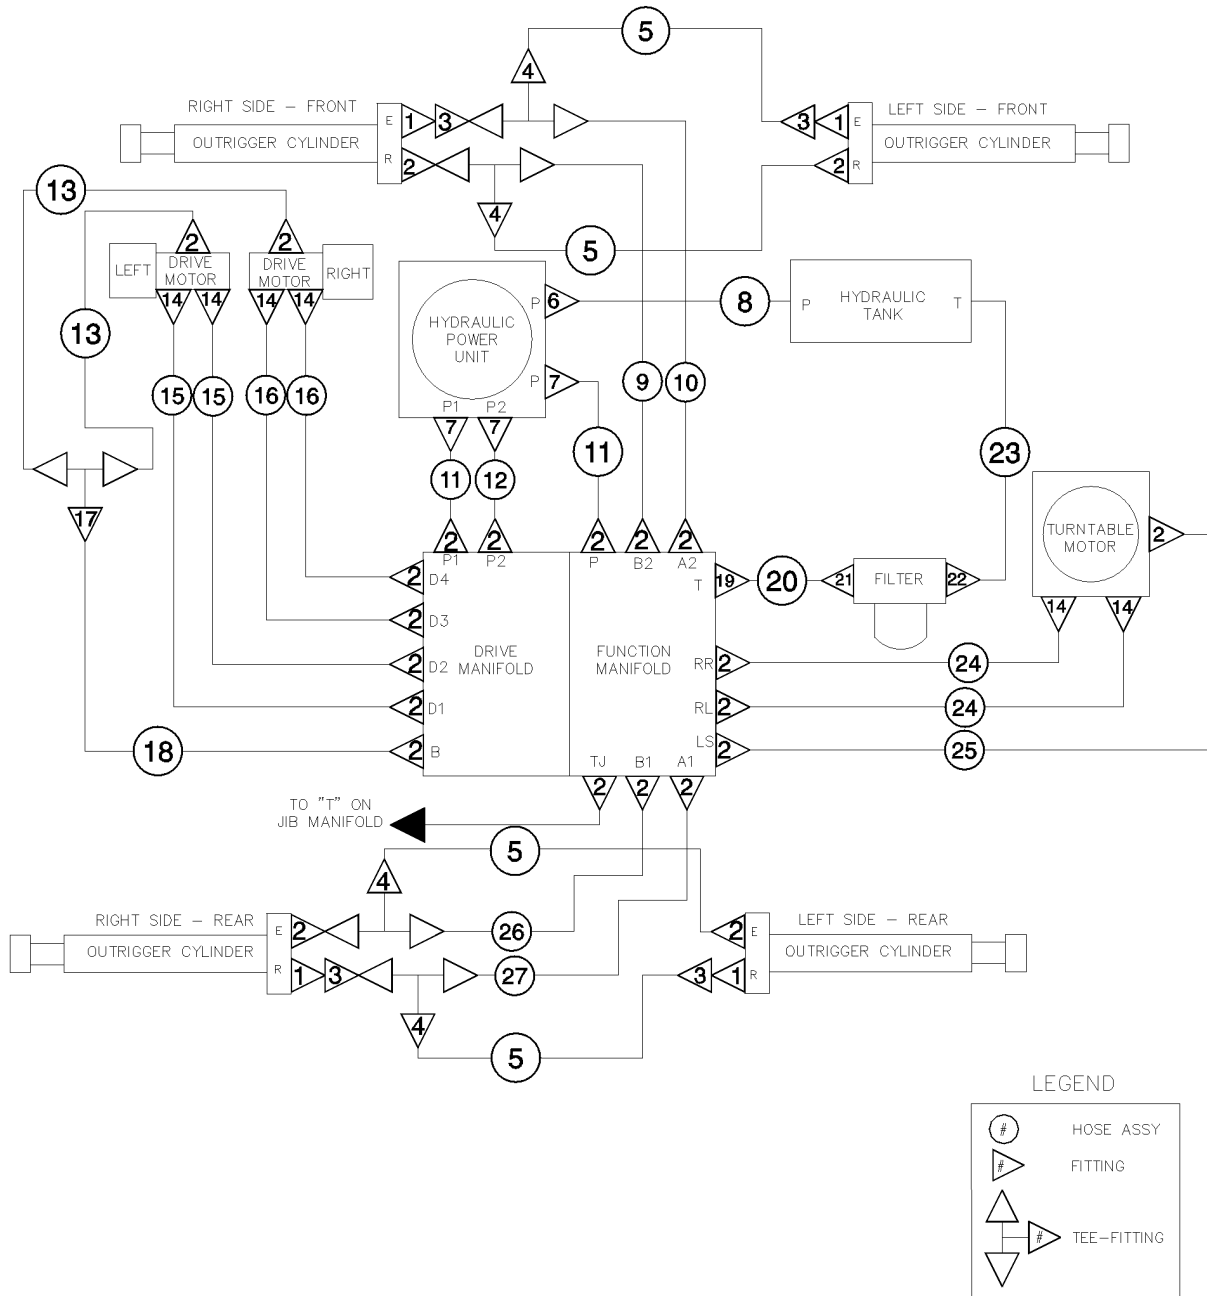 5
4
RIGHT SIDE – FRONT
E
1
3
3
1
E
LEFT SIDE – FRONT
OUTRIGGER CYLINDER
OUTRIGGER CYLINDER
R
2
2
R
13
4
5
2
2
LEFT
DRIVE
MOTOR
DRIVE
MOTOR
RIGHT
14
14
14
14
P
6
8
P
HYDRAULIC
TANK
T
13
HYDRAULIC
POWER
UNIT
P
7
9
10
15
15
16
16
P1
P2
7
7
11
23
11
12
17
2
2
2
2
2
TURNTABLE
MOTOR
2
P1
P2
P
B2
A2
2
D4
T
19
20
21
FILTER
22
14
14
2
D3
DRIVE
MANIFOLD
FUNCTION
MANIFOLD
2
D2
RR
2
24
2
D1
RL
2
24
18
2
B
LS
2
25
TJ
B1
A1
2
2
2
TO "T" ON
JIB MANIFOLD
5
4
RIGHT SIDE – REAR
E
2
26
2
E
LEFT SIDE – REAR
OUTRIGGER CYLINDER
OUTRIGGER CYLINDER
R
1
3
27
3
1
R
4
5
LEGEND
# HOSE ASSY
# FITTING
# TEE–FITTING